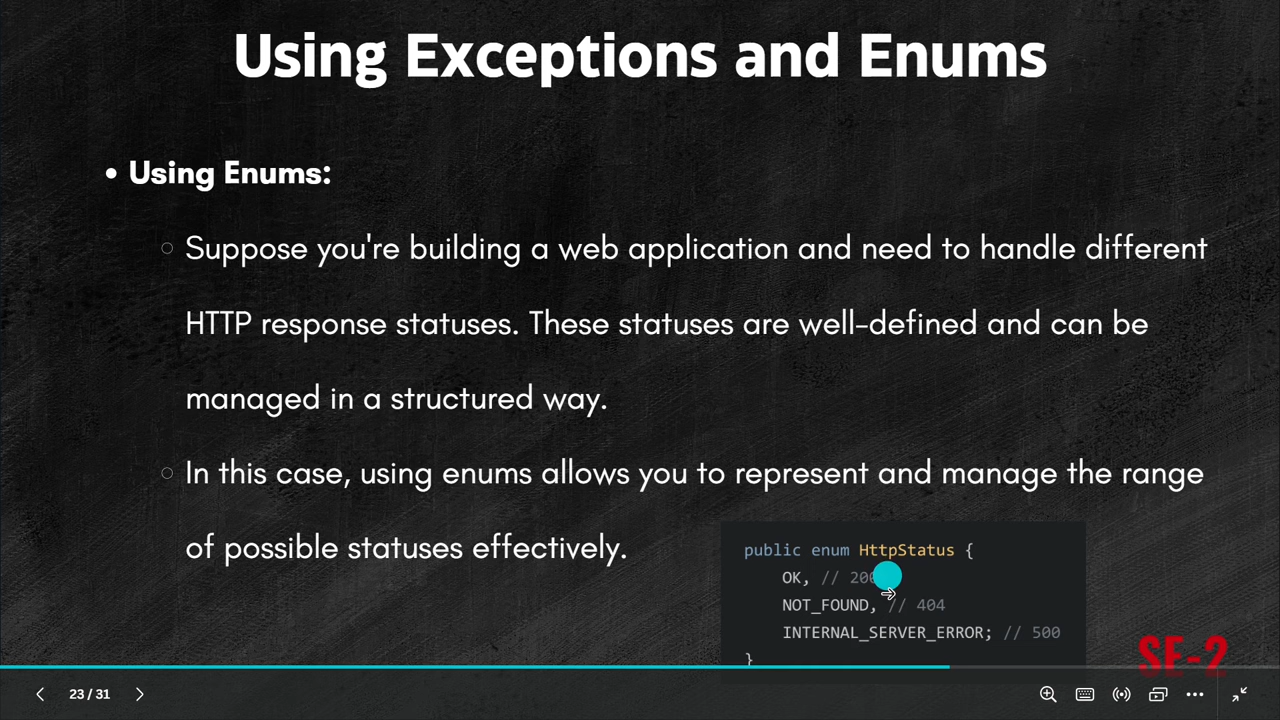 Using Exceptions and Enums
• Using Enums:
Suppose you're building a web application and need to handle different
HTTP response statuses. These statuses are well-defined and can be
managed in a structured way.
In this case, using enums allows you to represent and manage the range
of possible statuses effectively.
public enum HttpStatus {
OK, // 200
NOT_FOUND, // 404
INTERNAL_SERVER_ERROR; // 500
}
SE-2
23 / 31